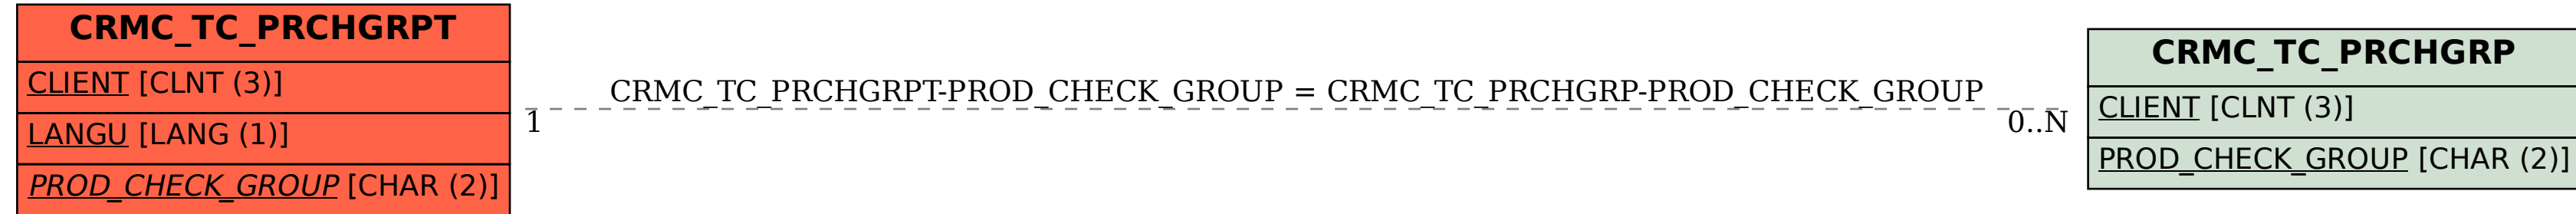 CRMC_TC_PRCHGRPT
CLIENT [CLNT (3)]
LANGU [LANG (1)]
PROD_CHECK_GROUP [CHAR (2)]
CRMC_TC_PRCHGRPT-PROD_CHECK_GROUP = CRMC_TC_PRCHGRP-PROD_CHECK_GROUP
1
0..N
CRMC_TC_PRCHGRP
CLIENT [CLNT (3)]
PROD_CHECK_GROUP [CHAR (2)]